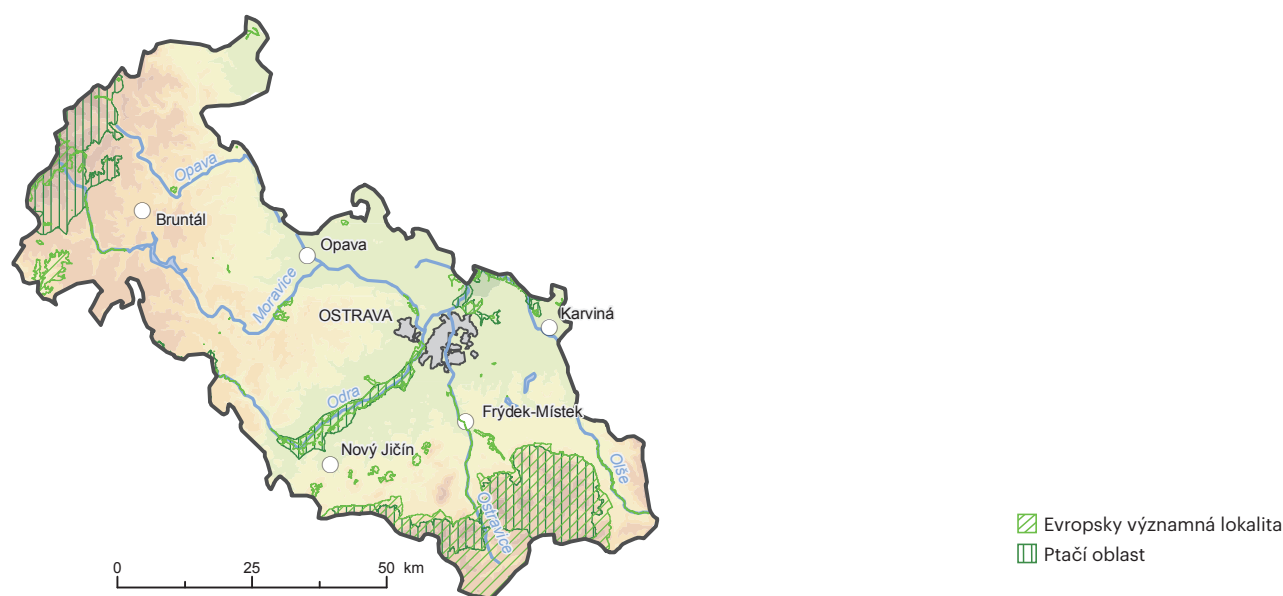 Opava
Bruntál
Opava
Moravice
OSTRAVA
Karviná
Odra
Frýdek-Místek
Nový Jičín
Olše
Ostravice
Evropsky významná lokalita
Ptačí oblast
0 25 50 km